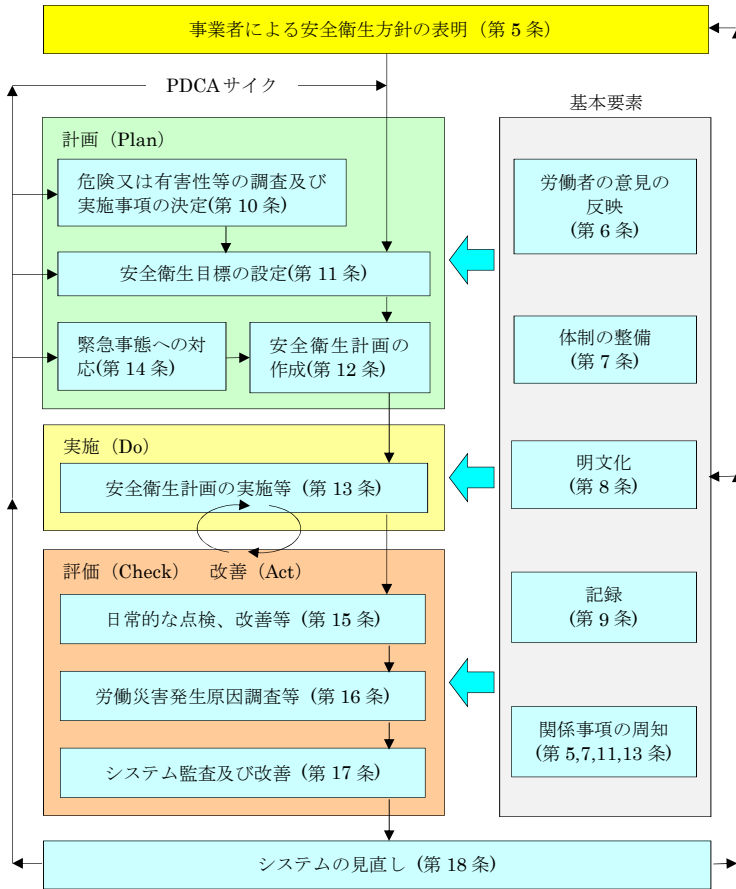 事業者による安全衛生方針の表明（第 5 条）
PDCAサイク
基本要素
計画（Plan）
危険又は有害性等の調査及び
実施事項の決定(第 10 条)
安全衛生目標の設定(第 11 条)
緊急事態への対
応(第 14 条)
安全衛生計画の
作成(第 12 条)
実施（Do）
安全衛生計画の実施等（第 13 条）
評価（Check）　改善（Act）
日常的な点検、改善等（第 15 条）
労働災害発生原因調査等（第 16 条）
システム監査及び改善（第 17 条）
労働者の意見の
反映
(第 6 条)
体制の整備
(第 7 条)
明文化
(第 8 条)
記録
(第 9 条)
関係事項の周知
(第 5,7,11,13 条)
システムの見直し（第 18 条）